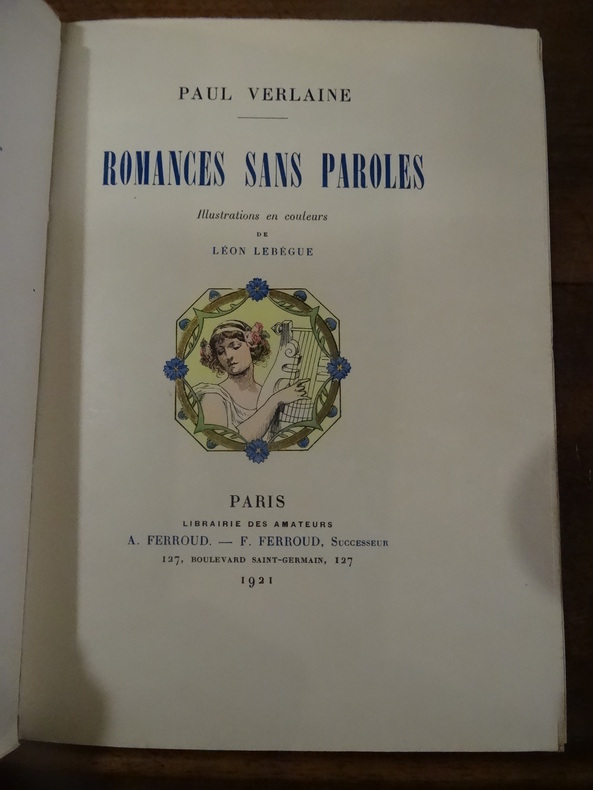 PAUL VERLAINE
ROMANCES SANS PAROLES
Illustrations en couleurs
DE
LÉON LEBÈGUE
PARIS
LIBRAIRIE DES AMATEURS
A. FERROUD. — F. FERROUD, SUCCESSEUR
127, BOULEVARD SAINT-GERMAIN, 127
1921